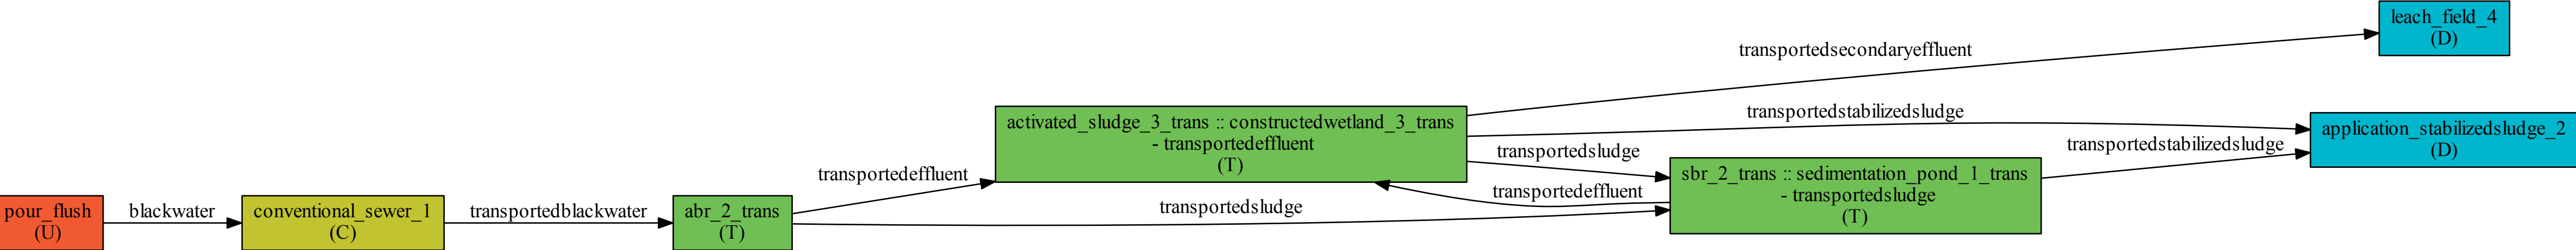 pour_flush
(U)
blackwater
conventional_sewer_1
(C)
transportedblackwater
abr_2_trans
(T)
transportedeffluent
transportedsludge
activated_sludge_3_trans :: constructedwetland_3_trans
- transportedeffluent
(T)
transportedsecondaryeffluent
transportedstabilizedsludge
transportedsludge
transportedeffluent
sbr_2_trans :: sedimentation_pond_1_trans
- transportedsludge
(T)
transportedstabilizedsludge
leach_field_4
(D)
application_stabilizedsludge_2
(D)